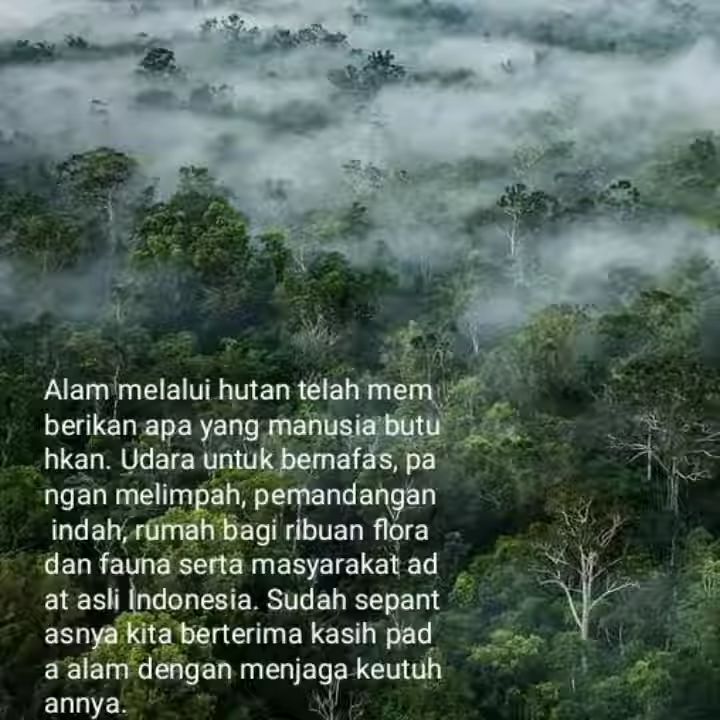 Alam melalui hutan telah mem
berikan apa yang manusia butu
hkan. Udara untuk bernafas, pa
ngan melimpah, pemandangan
indah, rumah bagi ribuan flora
dan fauna serta masyarakat ad
at asli Indonesia. Sudah sepant
asnya kita berterima kasih pad
a alam dengan menjaga keutuh
annya.